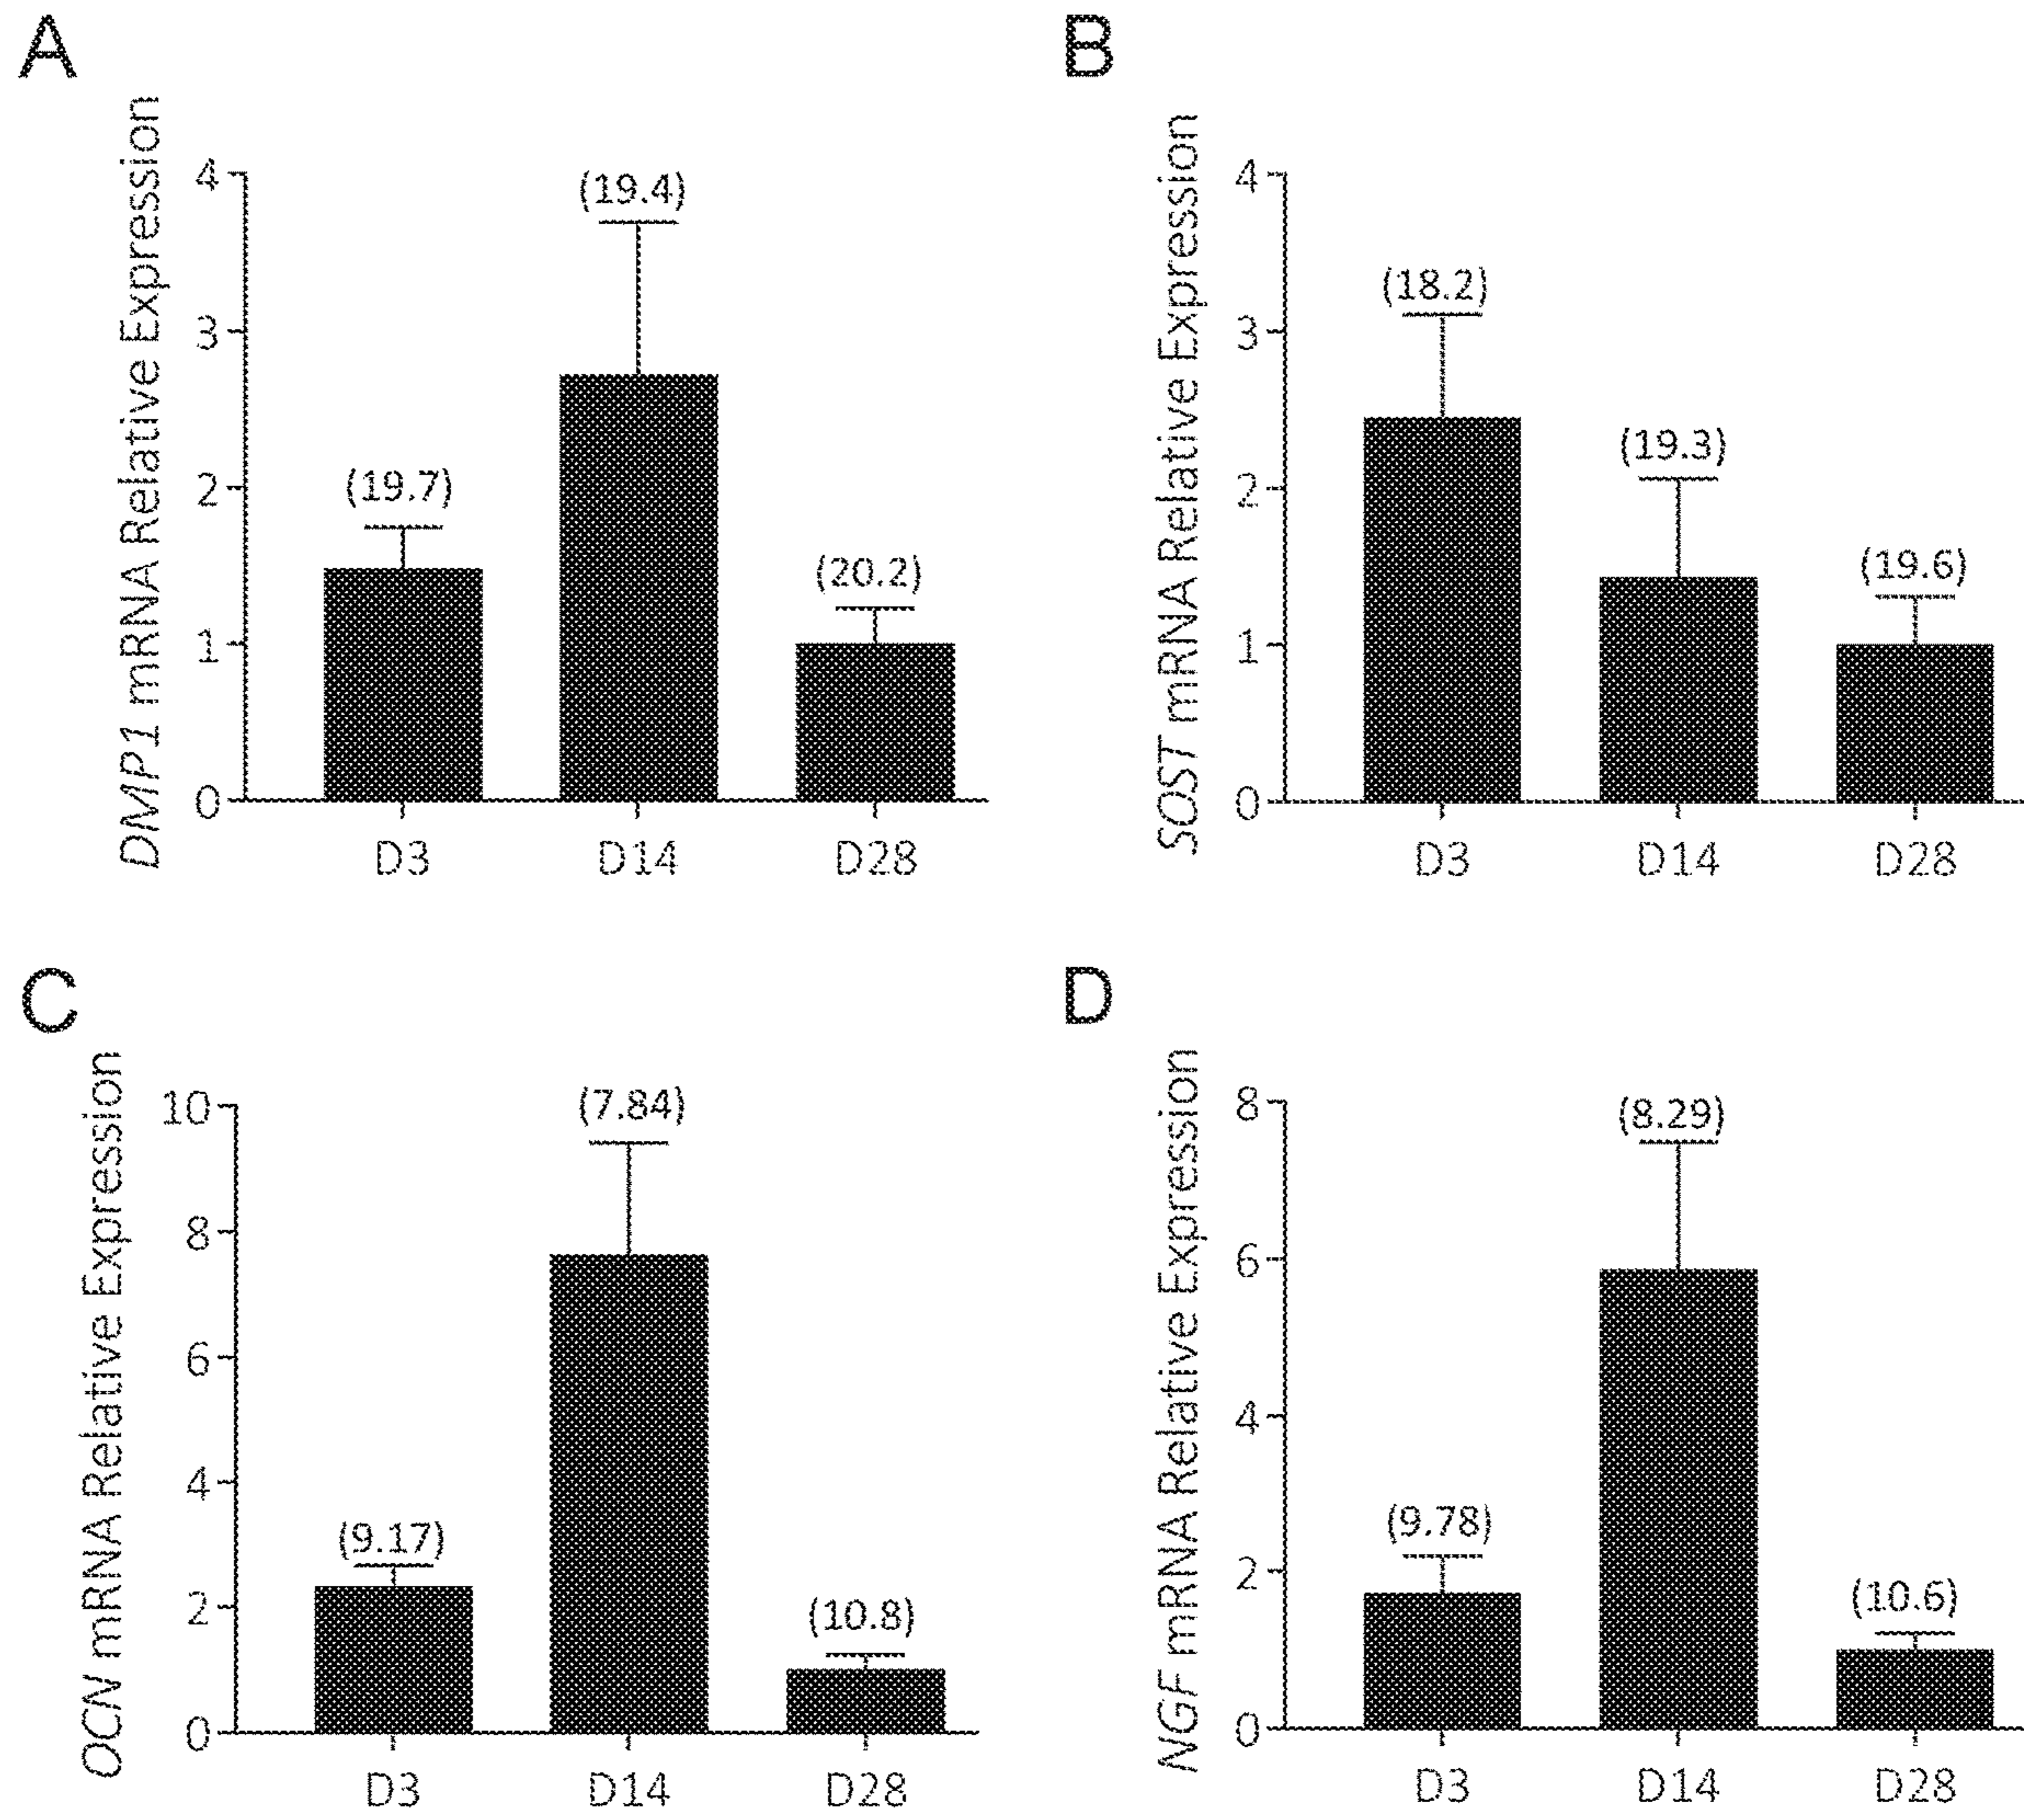 A
DMP1 mRNA Relative Expression
4
3
2
1
0
(19.7)
(19.4)
(20.2)
D3
D14
D28
B
SOST mRNA Relative Expression
4
3
2
1
0
(18.2)
(19.3)
(19.6)
D3
D14
D28
C
OCN mRNA Relative Expression
10
8
6
4
2
0
(9.17)
(7.84)
(10.8)
D3
D14
D28
D
NGF mRNA Relative Expression
8
6
4
2
0
(9.78)
(8.29)
(10.6)
D3
D14
D28